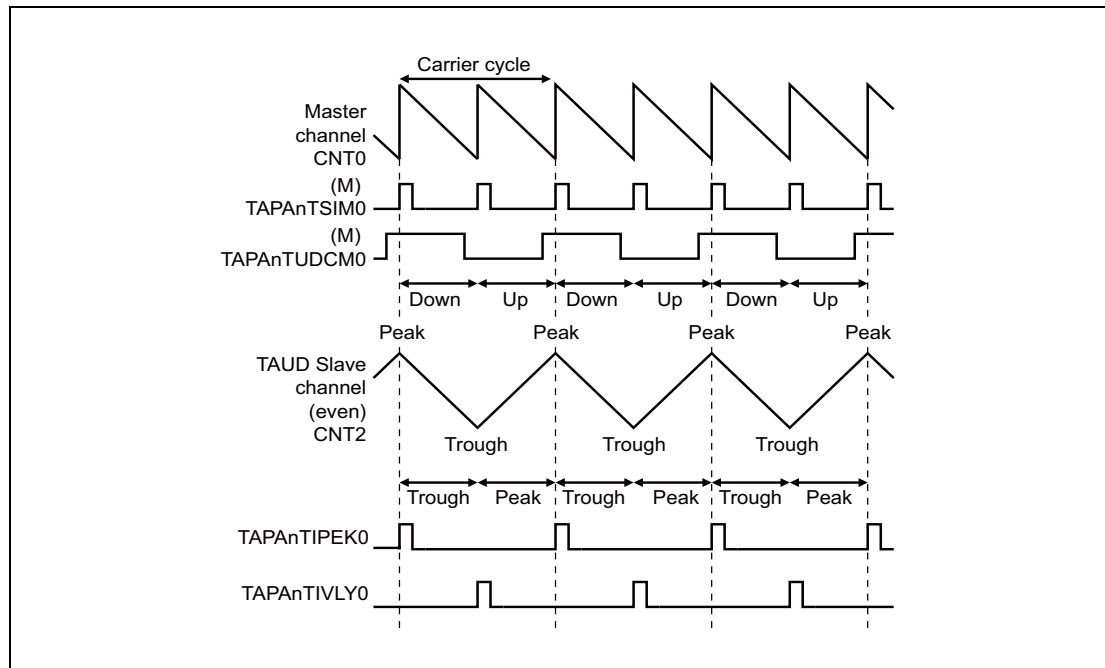 Carrier cycle
Master
channel
CNT0
(M)
TAPAnTSIM0
(M)
TAPAnTUDCM0
Down Up Down Up Down Up
Peak Peak Peak Peak
TAUD Slave
channel
(even)
CNT2
Trough Trough Trough
Trough Peak Trough Peak Trough Peak
TAPAnTIPEK0
TAPAnTIVLY0